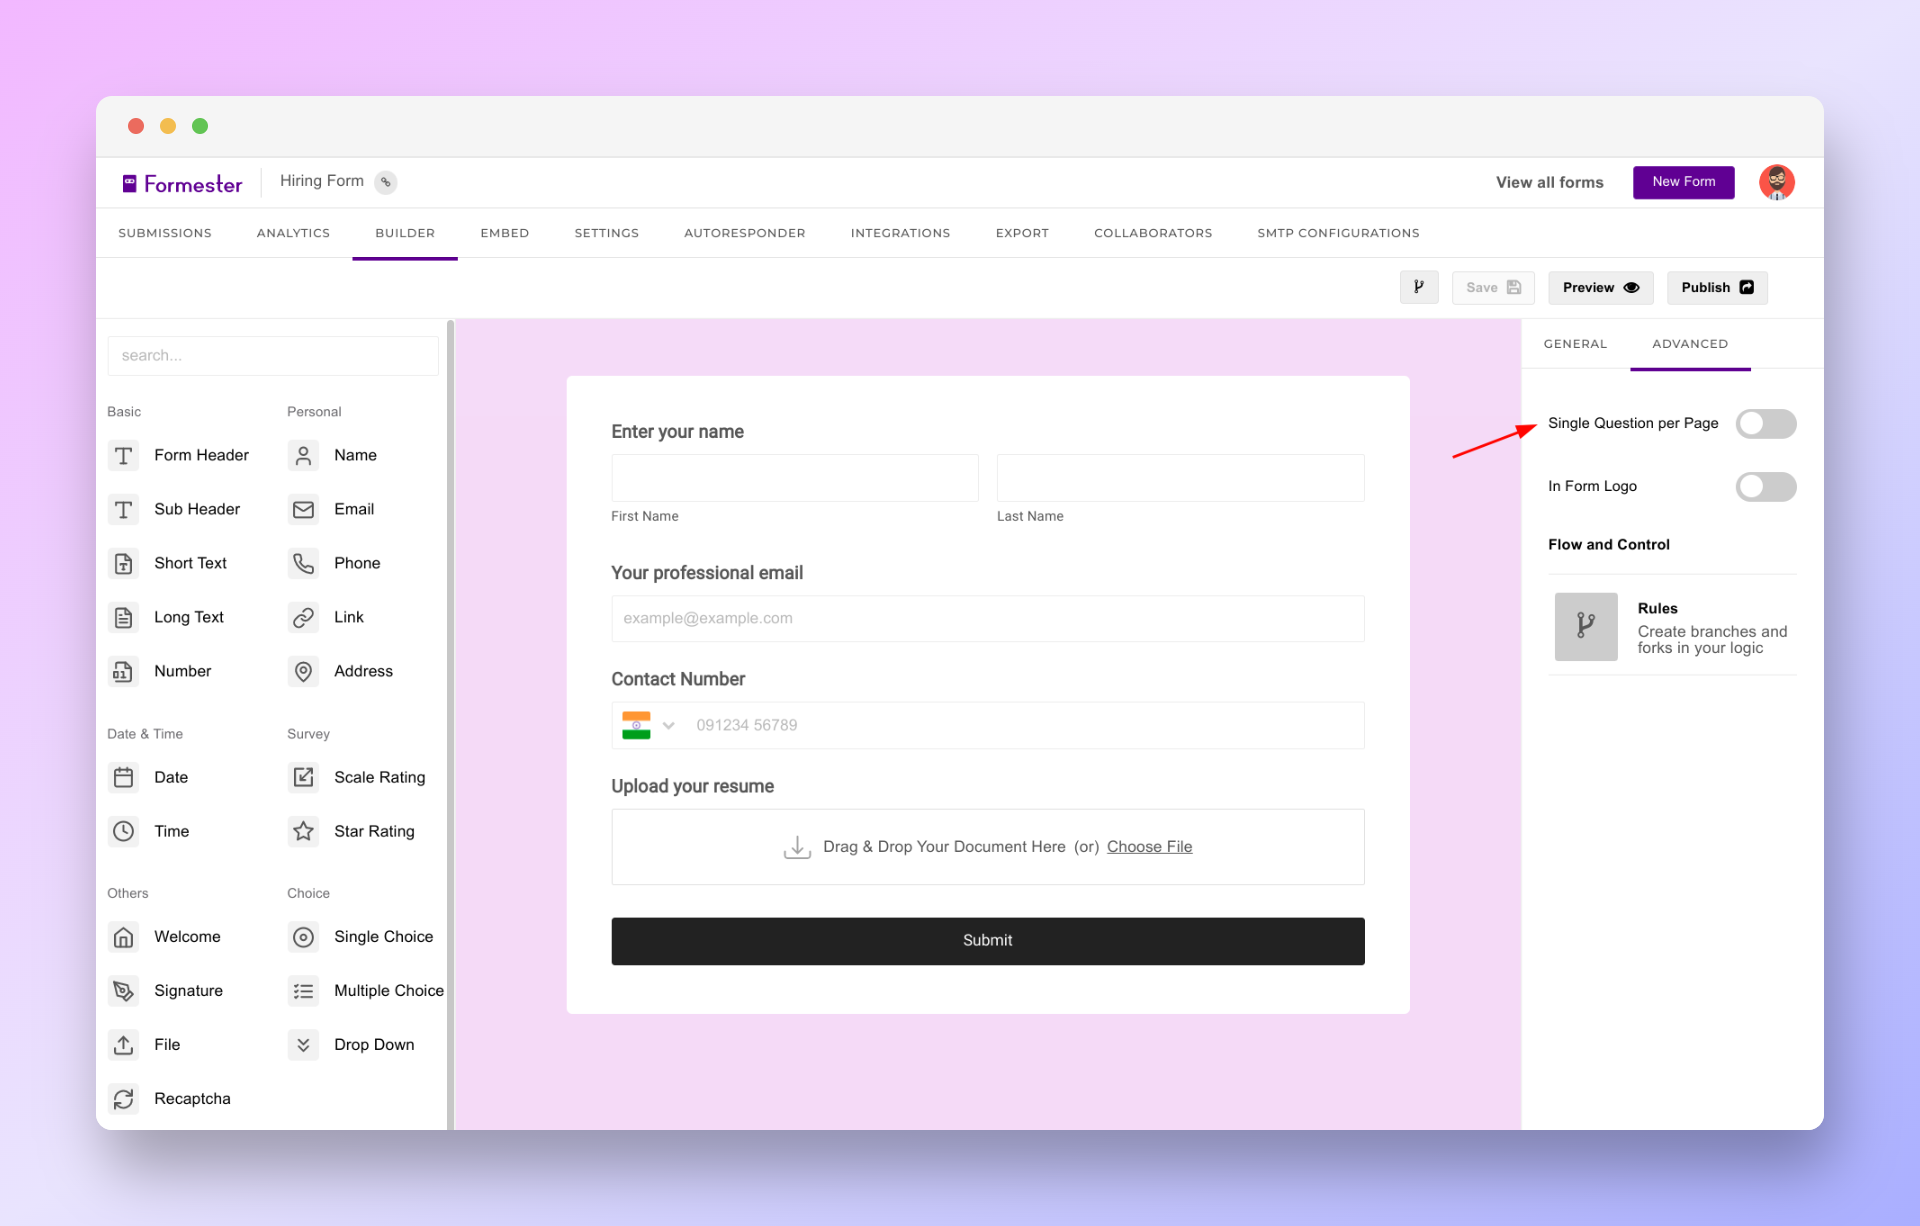 Formester
Hiring Form
View all forms
New Form
SUBMISSIONS
ANALYTICS
BUILDER
EMBED
SETTINGS
AUTORESPONDER
INTEGRATIONS
EXPORT
COLLABORATORS
SMTP CONFIGURATIONS
Save
Preview
Publish
search...
Basic
Form Header
Sub Header
Short Text
Long Text
Number
Personal
Name
Email
Phone
Link
Address
Date & Time
Date
Time
Survey
Scale Rating
Star Rating
Others
Welcome
Signature
File
Recaptcha
Choice
Single Choice
Multiple Choice
Drop Down
Enter your name
First Name
Last Name
Your professional email
example@example.com
Contact Number
091234 56789
Upload your resume
Drag & Drop Your Document Here (or) Choose File
Submit
GENERAL
ADVANCED
Single Question per Page
In Form Logo
Flow and Control
Rules
Create branches and
forks in your logic